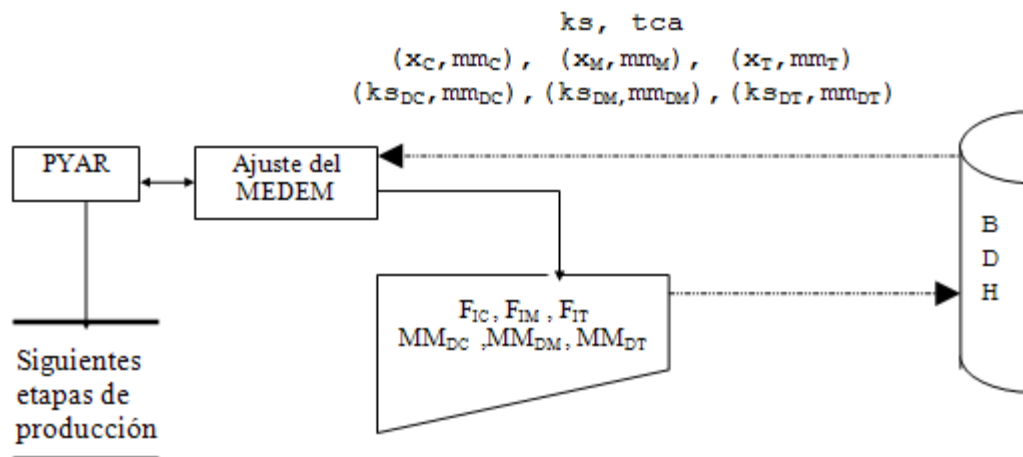 ks, tca
(x_C,mm_C), (x_M,mm_M), (x_T,mm_T)
(ks_DC,mm_DC),(ks_DM,mm_DM),(ks_DT,mm_DT)
PYAR
Ajuste del
MEDEM
B
D
H
F_IC, F_IM, F_IT
MM_DC ,MM_DM, MM_DT
Siguientes
etapas de
producción